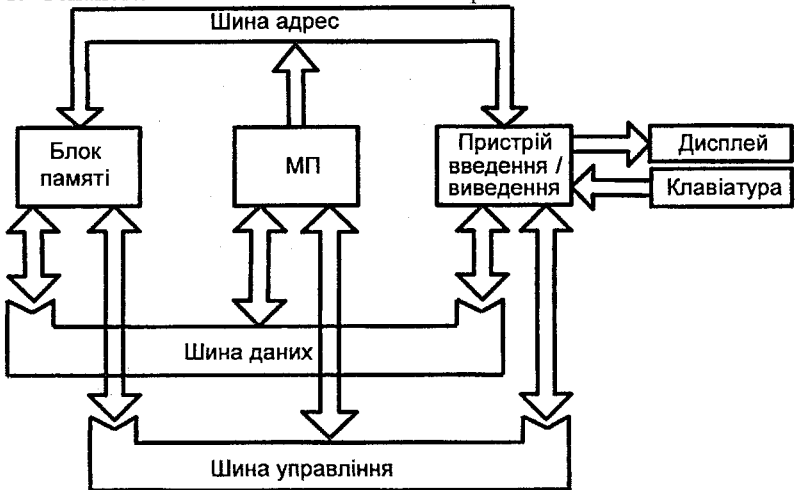 Шина адрес
Блок
памяті
МП
Пристрій
введення /
виведення
Дисплей
Клавіатура
Шина даних
Шина управління